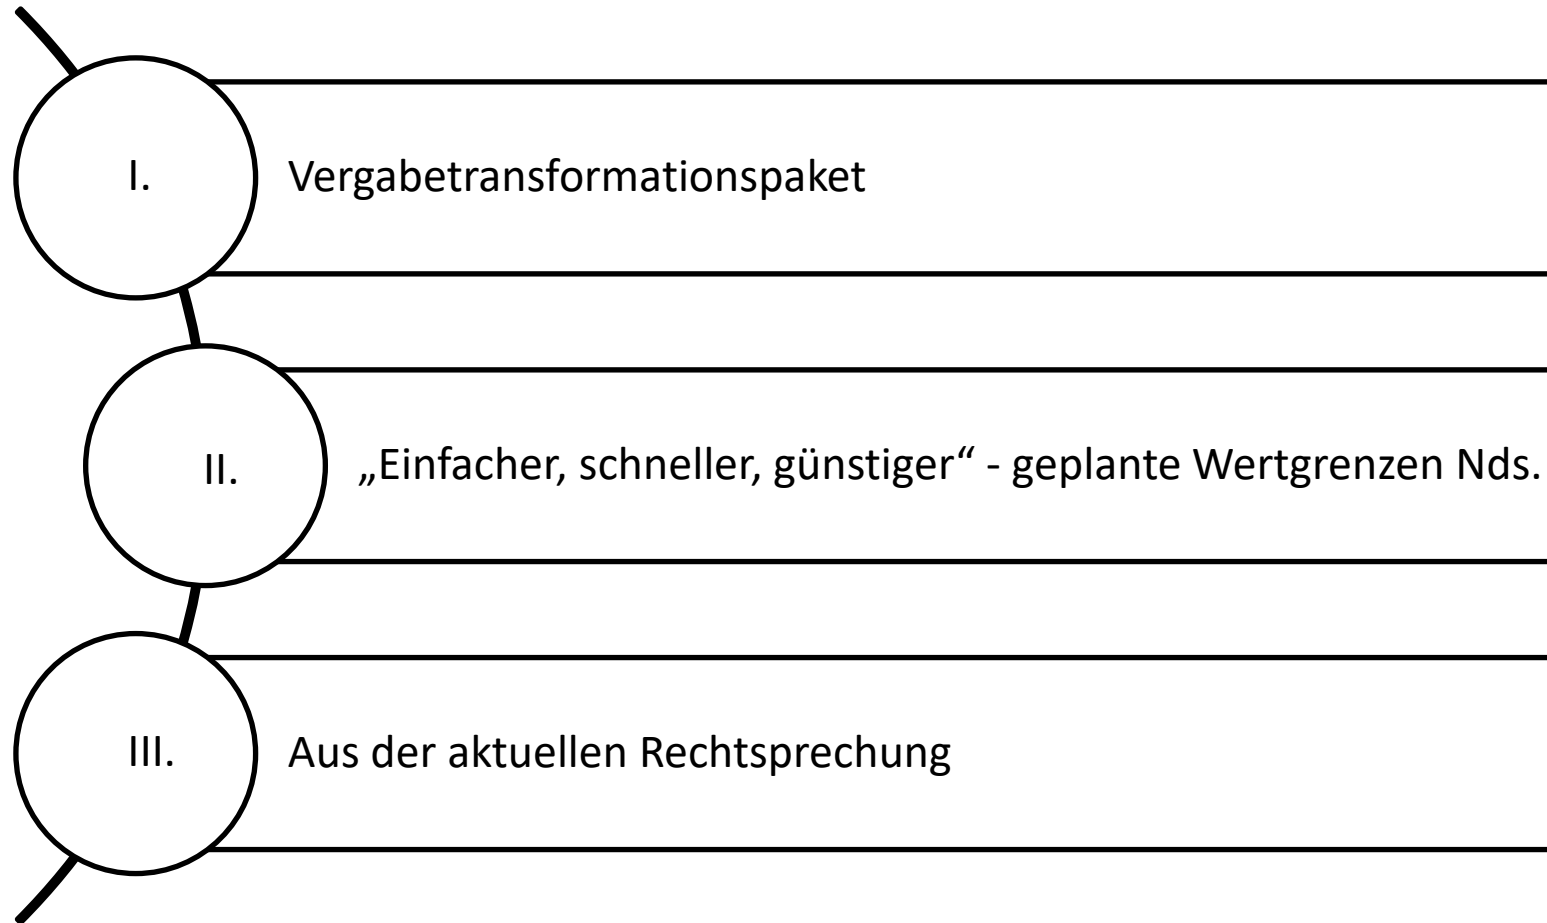 I.
Vergabetransformationspaket
II.
„Einfacher, schneller, günstiger“ - geplante Wertgrenzen Nds.
III.
Aus der aktuellen Rechtsprechung